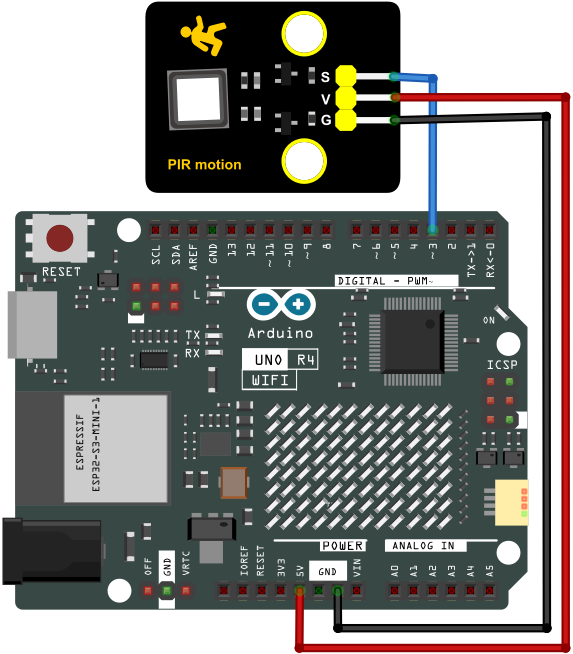 S
V
G
PIR motion
RESET
SCL
SDA
AREF
GND
13
12
~11
~10
~9
8
7
~6
~5
4
~3
2
TX→1
RX←0
DIGITAL - PWM~
L
TX
RX
Arduino
UNO R4
WIFI
ON
ICSP
ESPRESSIF
ESP32-S3-MINI-1
POWER
ANALOG IN
OFF
GND
VRTC
IOREF
RESET
3V3
5V
GND
VIN
A0
A1
A2
A3
A4
A5